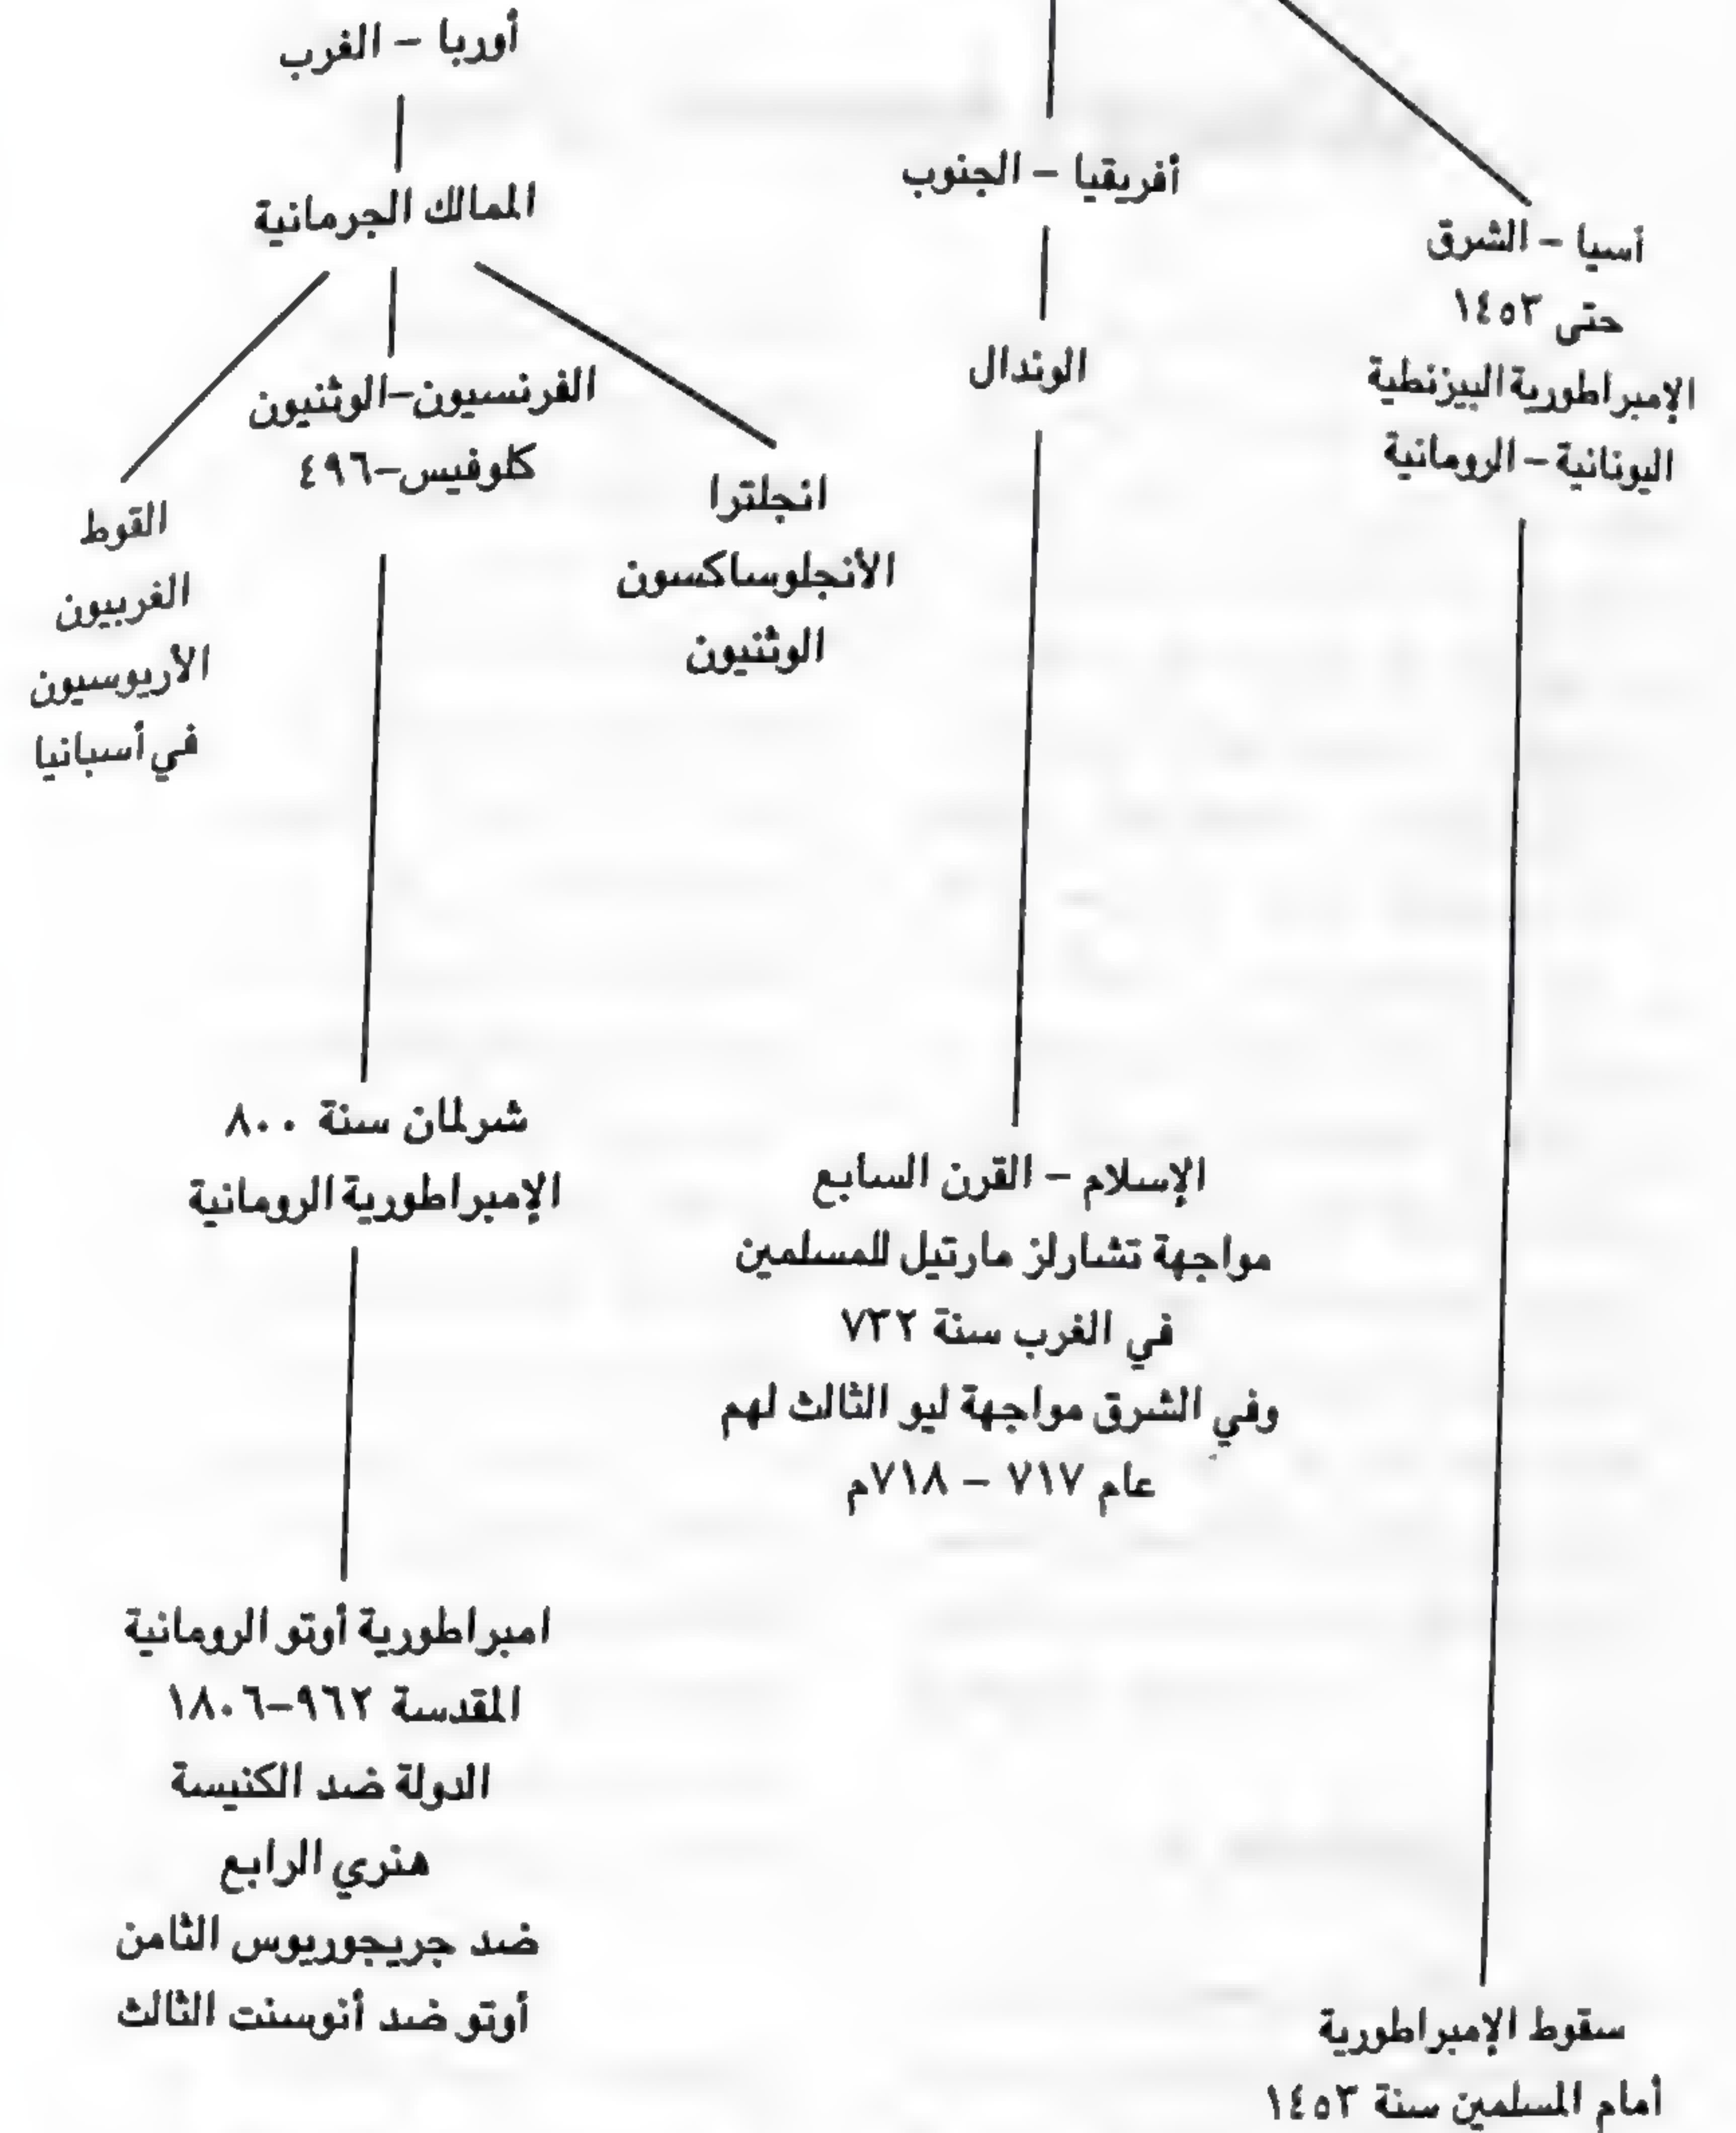 أوربا – الغرب
الممالك الجرمانية
الفرنسيون–الوثنيون
كلوفيس–٤٩٦
انجلترا
الأنجلوساكسون
الوثنيون
القوط
الغربيون
الأريوسيون
في أسبانيا
شرلمان سنة ٨٠٠
الإمبراطورية الرومانية
امبراطورية أوتو الرومانية
المقدسة ٩٦٢–١٨٠٦
الدولة ضد الكنيسة
هنري الرابع
ضد جريجوريوس الثامن
أوتو ضد أنوسنت الثالث
أفريقيا – الجنوب
الوندال
الإسلام – القرن السابع
مواجهة تشارلز مارتيل للمسلمين
في الغرب سنة ٧٣٢
وفي الشرق مواجهة ليو الثالث لهم
عام ٧١٧ – ٧١٨م
أسيا – الشرق
حتى ١٤٥٣
الإمبراطورية البيزنطية
اليونانية – الرومانية
سقوط الإمبراطورية
أمام المسلمين سنة ١٤٥٣